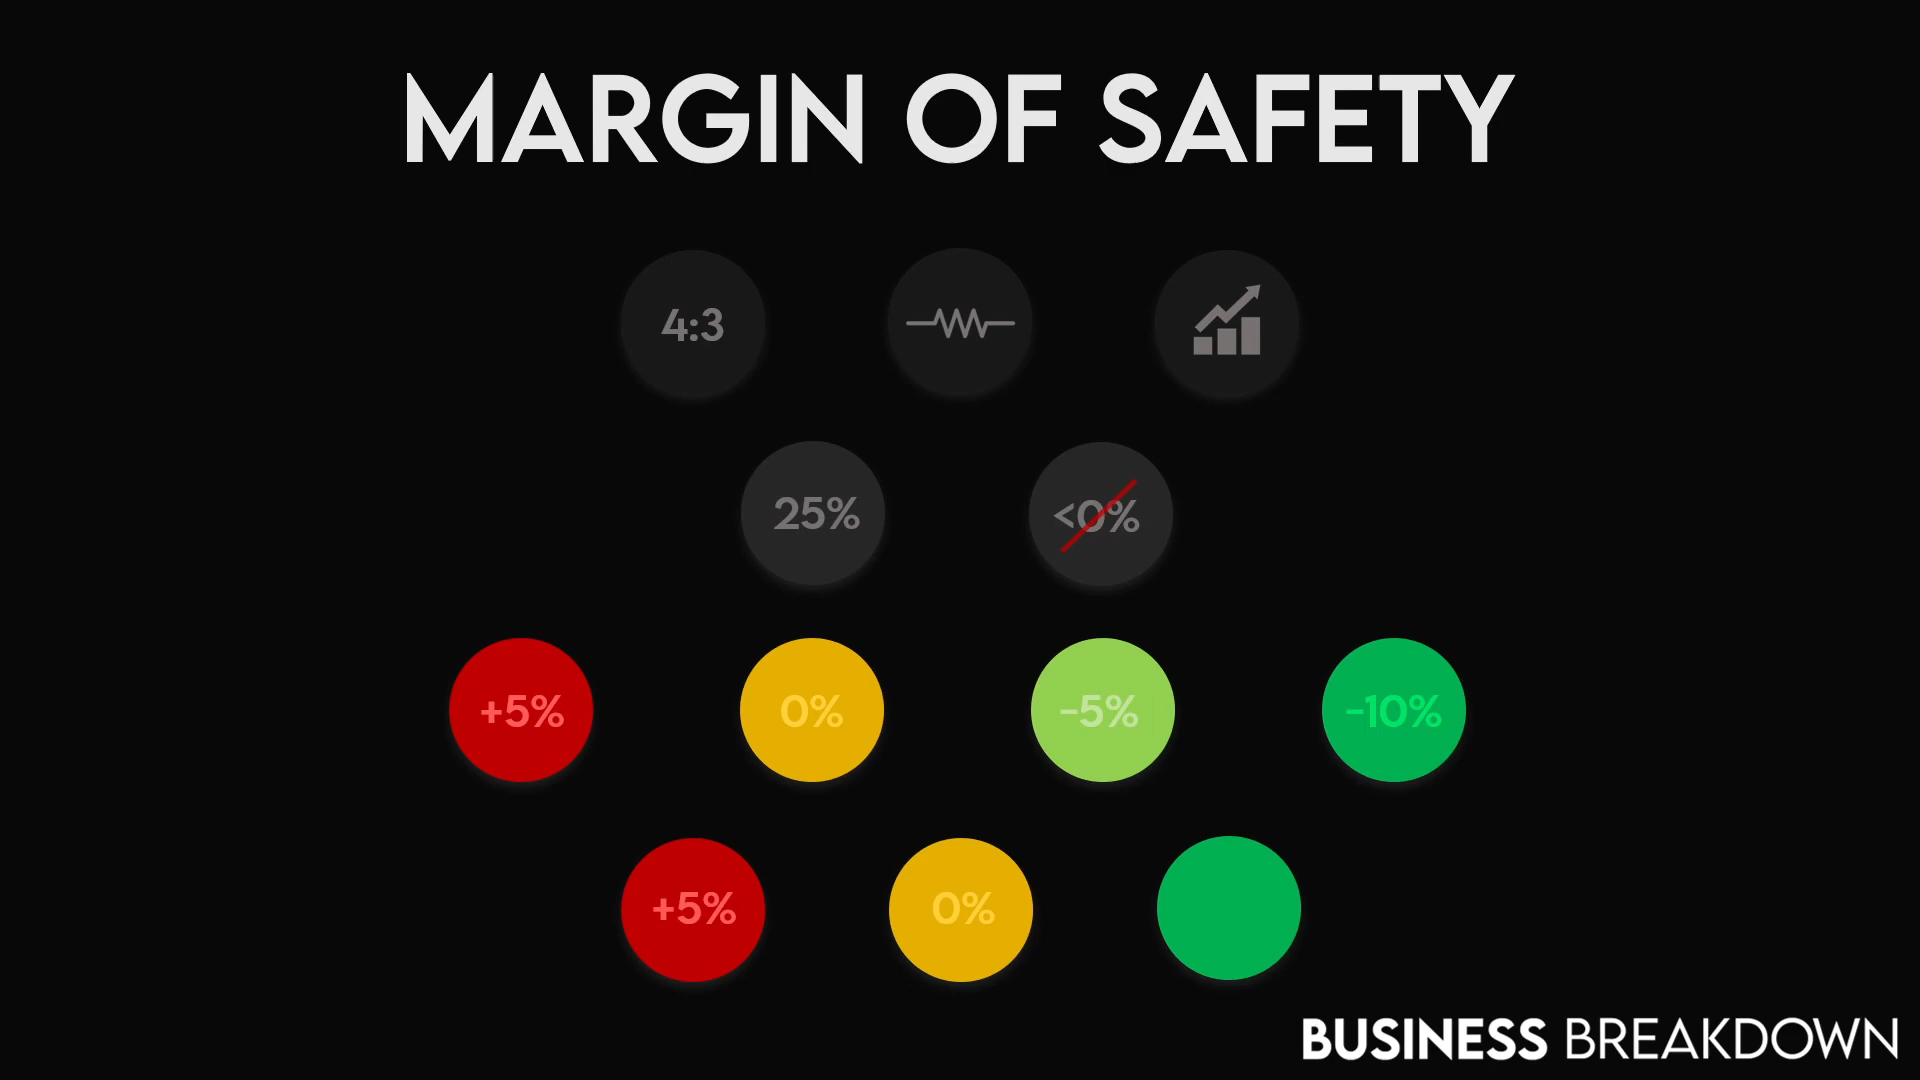 MARGIN OF SAFETY
4:3
25% <0%
+5% 0% -5% -10%
+5% 0%
BUSINESS BREAKDOWN